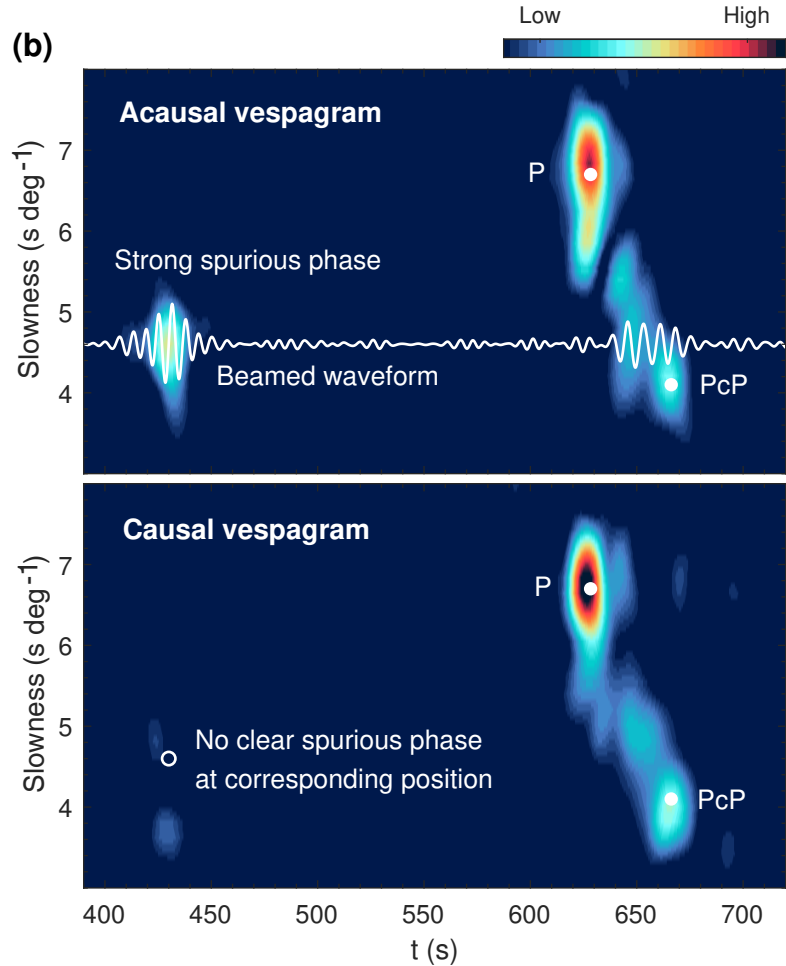 (b)
Low High
Acausal vespagram
Slowness (s deg-1)
7
6
5
4
P
Strong spurious phase
Beamed waveform
PcP
Causal vespagram
Slowness (s deg-1)
7
6
5
4
P
No clear spurious phase
at corresponding position
PcP
400 450 500 550 600 650 700
t (s)